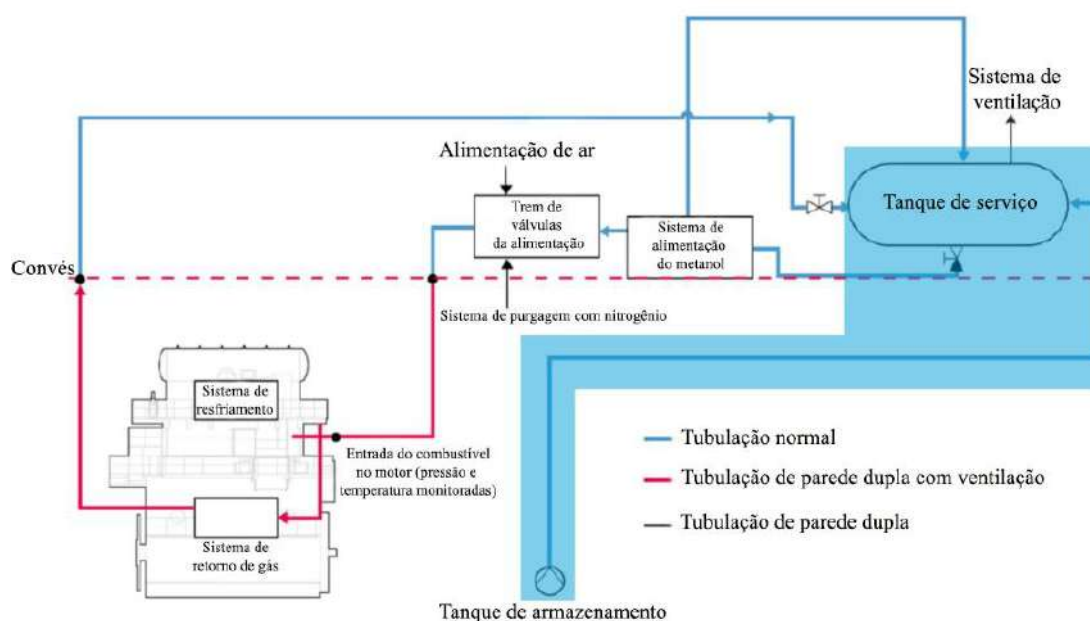 Sistema de
ventilação
Alimentação de ar
Tanque de serviço
Trem de
válvulas
da alimentação
Sistema de
alimentação
do metanol
Convés
Sistema de purgagem com nitrogênio
Sistema de
resfriamento
Entrada do combustível
no motor (pressão e
temperatura monitoradas)
Sistema de
retorno de gás
Tubulação normal
Tubulação de parede dupla com ventilação
Tubulação de parede dupla
Tanque de armazenamento